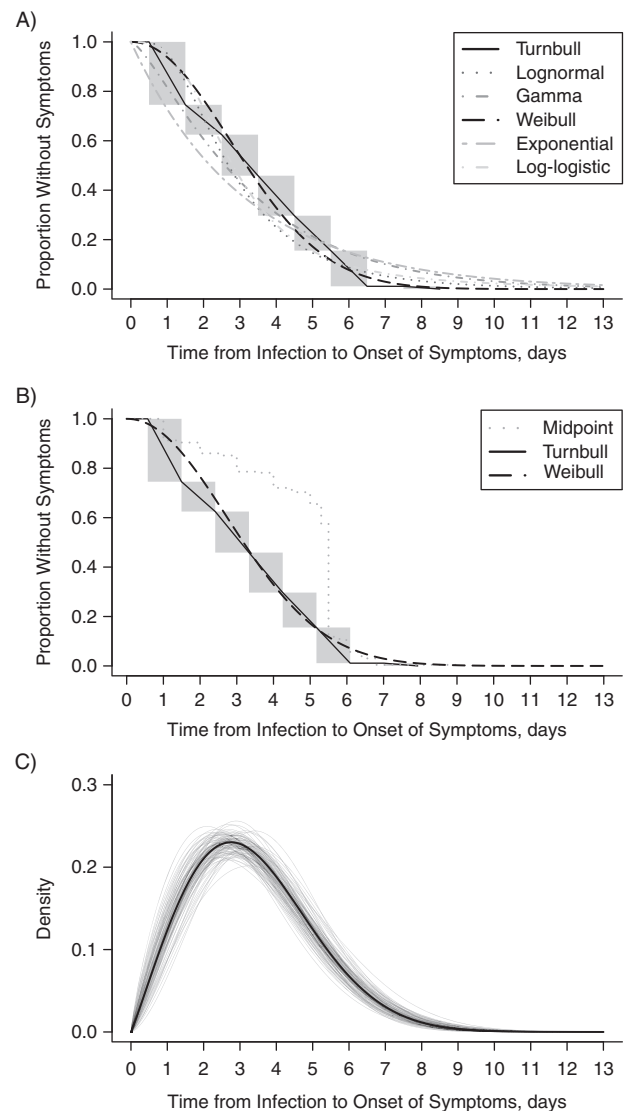 A)
1.0
0.8
0.6
0.4
0.2
0.0
Proportion Without Symptoms
Turnbull
Lognormal
Gamma
Weibull
Exponential
Log-logistic
0 1 2 3 4 5 6 7 8 9 10 11 12 13
Time from Infection to Onset of Symptoms, days
B)
1.0
0.8
0.6
0.4
0.2
0.0
Proportion Without Symptoms
Midpoint
Turnbull
Weibull
0 1 2 3 4 5 6 7 8 9 10 11 12 13
Time from Infection to Onset of Symptoms, days
C)
0.3
0.2
0.1
0.0
Density
0 1 2 3 4 5 6 7 8 9 10 11 12 13
Time from Infection to Onset of Symptoms, days